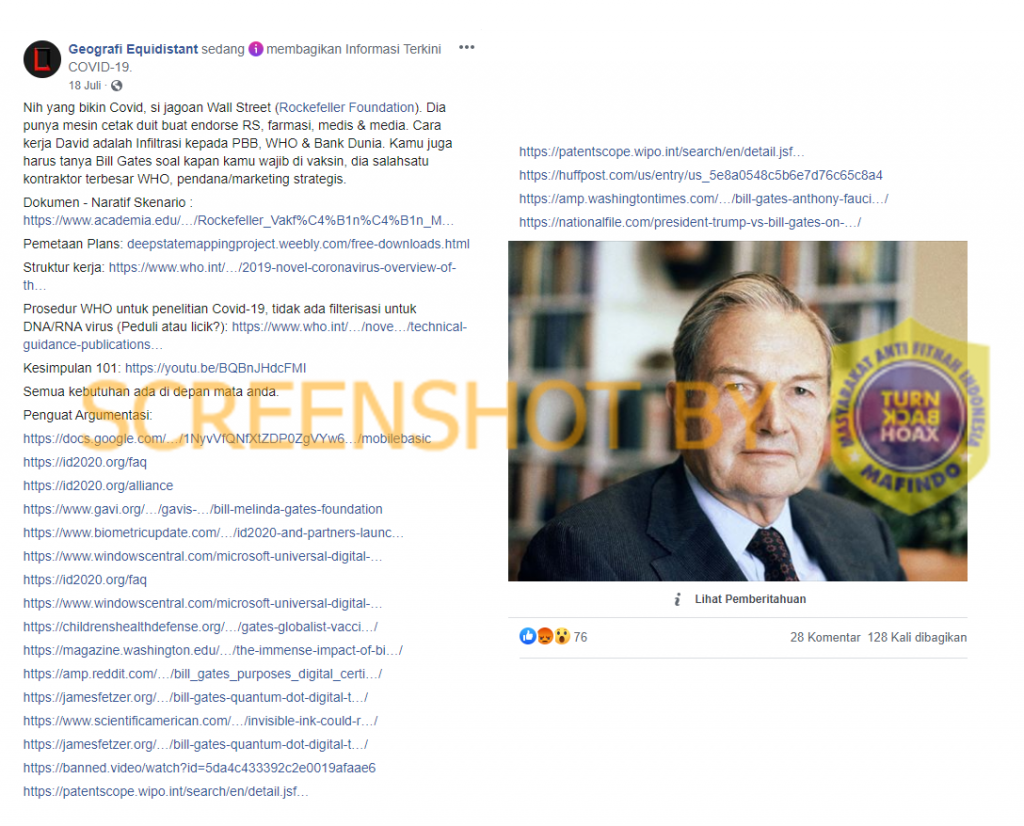 Geografi Equidistant sedang membagikan Informasi Terkini
COVID-19.
18 Juli ·
Nih yang bikin Covid, si jagoan Wall Street (Rockefeller Foundation). Dia
punya mesin cetak duit buat endorse RS, farmasi, medis & media. Cara
kerja David adalah Infiltrasi kepada PBB, WHO & Bank Dunia. Kamu juga
harus tanya Bill Gates soal kapan kamu wajib di vaksin, dia salahsatu
kontraktor terbesar WHO, pendana/marketing strategis.
Dokumen - Naratif Skenario :
https://www.academia.edu/…/Rockefeller_Vakf%C4%B1n%C4%B1n_M…
Pemetaan Plans: deepstatemappingproject.weebly.com/free-downloads.html
Struktur kerja: https://www.who.int/…/2019-novel-coronavirus-overview-of-
th…
Prosedur WHO untuk penelitian Covid-19, tidak ada filterisasi untuk
DNA/RNA virus (Peduli atau licik?): https://www.who.int/…/nove…/technical-
guidance-publications…
Kesimpulan 101: https://youtu.be/BQBnJHdcFMI
Semua kebutuhan ada di depan mata anda.
Penguat Argumentasi:
https://docs.google.com/…/1NyvVfQNfXtZDP0ZgVYw6…/mobilebasic
https://id2020.org/faq
https://id2020.org/alliance
https://www.gavi.org/…/gavis-…/bill-melinda-gates-foundation
https://www.biometricupdate.com/…/id2020-and-partners-launc…
https://www.windowscentral.com/microsoft-universal-digital-…
https://id2020.org/faq
https://www.windowscentral.com/microsoft-universal-digital-…
https://childrenshealthdefense.org/…/gates-globalist-vacci…/
https://magazine.washington.edu/…/the-immense-impact-of-bi…/
https://amp.reddit.com/…/bill_gates_purposes_digital_certi…/
https://jamesfetzer.org/…/bill-gates-quantum-dot-digital-t…/
https://www.scientificamerican.com/…/invisible-ink-could-r…/
https://jamesfetzer.org/…/bill-gates-quantum-dot-digital-t…/
https://banned.video/watch?id=5da4c433392c2e0019afaae6
https://patentscope.wipo.int/search/en/detail.jsf…
https://patentscope.wipo.int/search/en/detail.jsf…
https://huffpost.com/us/entry/us_5e8a0548c5b6e7d76c65c8a4
https://amp.washingtontimes.com/…/bill-gates-anthony-fauci…/
https://nationalfile.com/president-trump-vs-bill-gates-on-…/
SCREENSHOT BY
MASYARAKAT ANTI FITNAH INDONESIA
TURN
BACK
HOAX
MAFINDO
Lihat Pemberitahuan
76
28 Komentar 128 Kali dibagikan